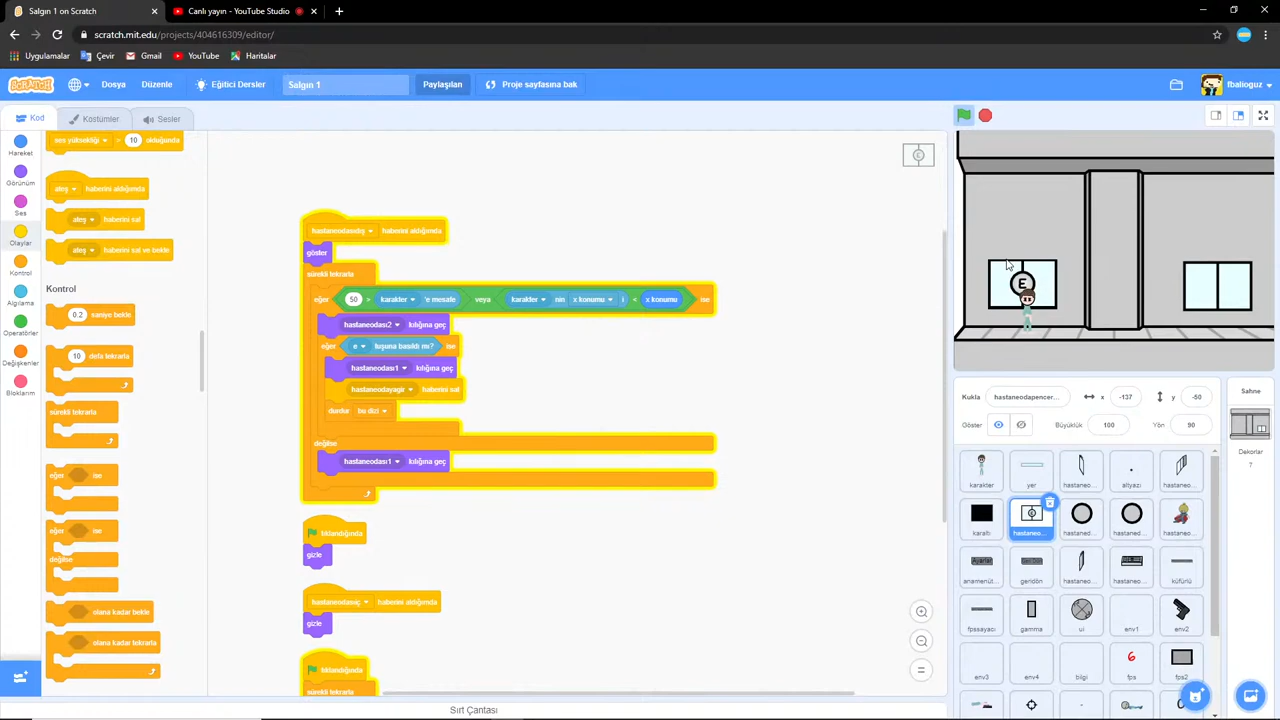 Salgın 1 on Scratch
Canlı yayın - YouTube Studio
scratch.mit.edu/projects/404616309/editor/
Uygulamalar Çevir Gmail YouTube Haritalar
SCRATCH Dosya Düzenle Eğitici Dersler Salgın 1 Paylaşılan Proje sayfasına bak fbalioguz
Kod Kostümler Sesler
Hareket
Görünüm
Ses
Olaylar
Kontrol
Algılama
Operatörler
Değişkenler
Bloklarım
ses yüksekliği > 10 olduğunda
ateş haberini aldığımda
ateş haberini sal
ateş haberini sal ve bekle
Kontrol
0.2 saniye bekle
10 defa tekrarla
sürekli tekrarla
eğer ise
eğer ise
değilse
olana kadar bekle
olana kadar tekrarla
hastaneodasıdış haberini aldığımda
göster
sürekli tekrarla
eğer 50 > karakter 'e mesafe veya karakter nin x konumu i < x konumu ise
hastaneodası2 kılığına geç
eğer e tuşuna basıldı mı? ise
hastaneodası1 kılığına geç
hastaneodayagir haberini sal
durdur bu dizi
değilse
hastaneodası1 kılığına geç
tıklandığında
gizle
hastaneodasıiç haberini aldığımda
gizle
tıklandığında
sürekli tekrarla
E
Kukla hastaneodapencer... x -137 y -50
Göster Büyüklük 100 Yön 90
Sahne
Dekorlar
7
karakter yer hastaneo... altyazı hastaneo...
karaltı hastaneo... hastaned... hastaned... hastaneo...
anamenüt... geridön hastaneo... hastaneo... küfürlü
fpssayacı gamma ui env1 env2
env3 env4 bilgi fps fps2
6
Sırt Çantası